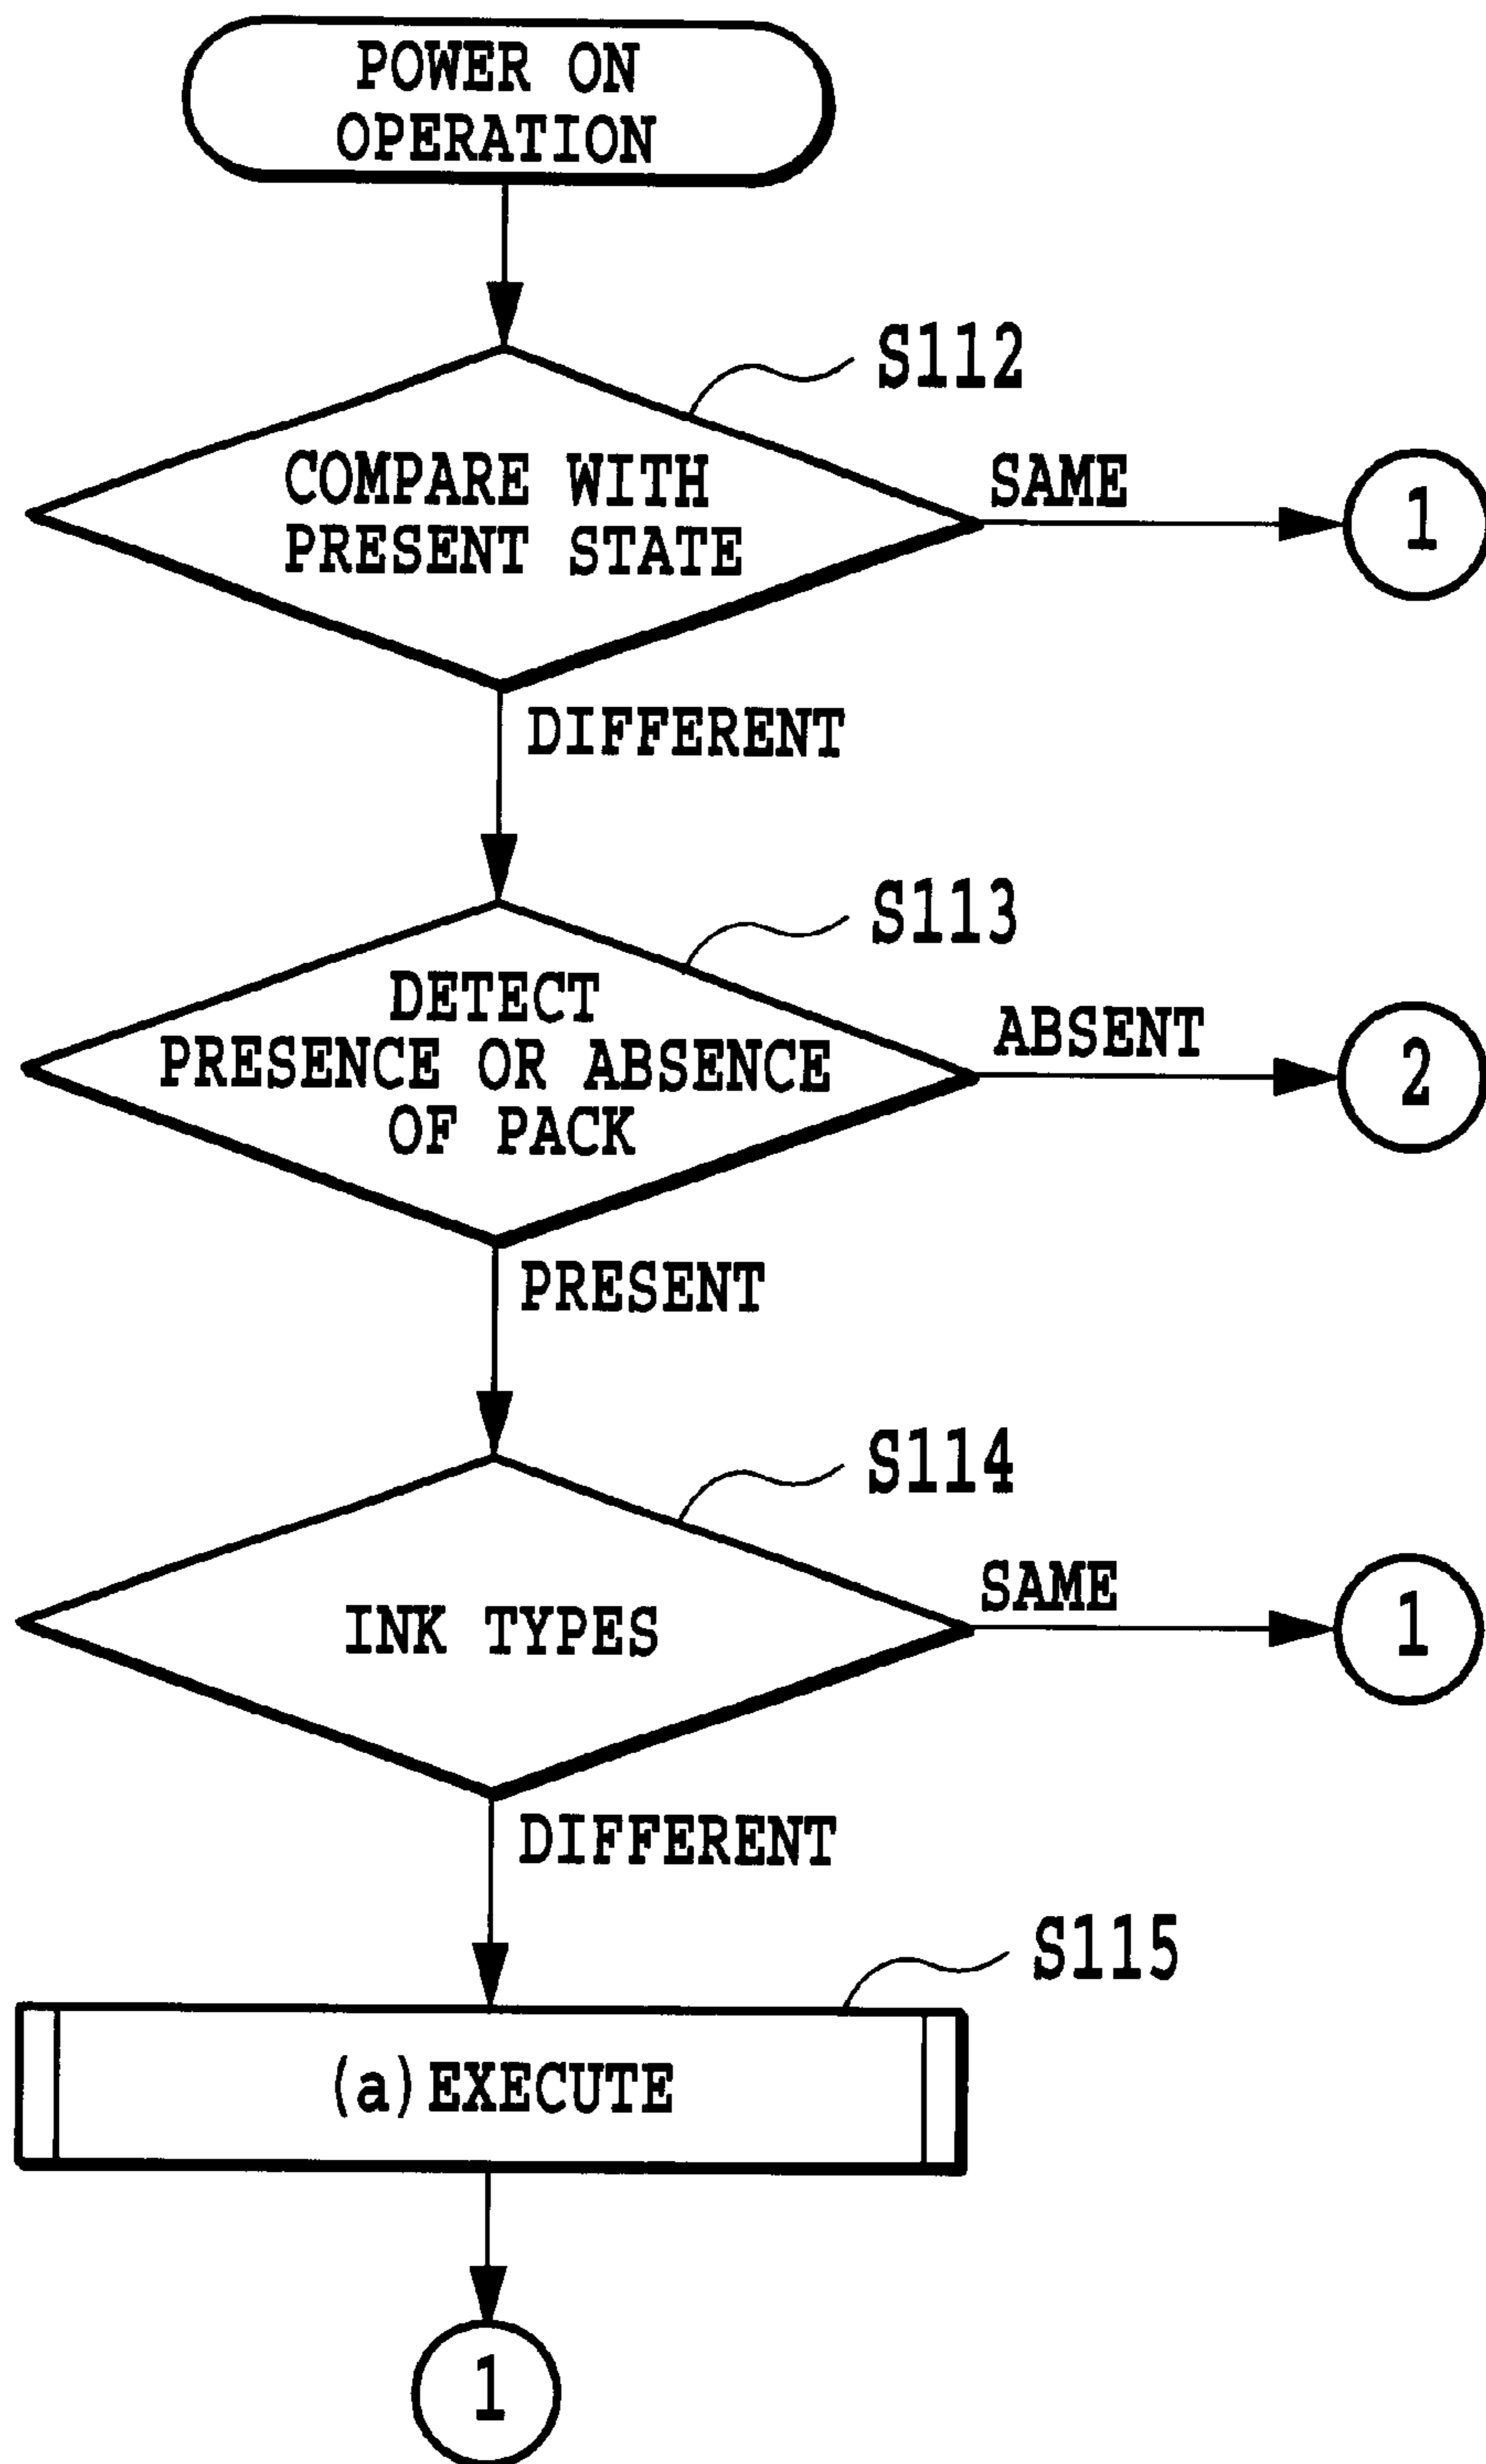 POWER ON
OPERATION
S112
COMPARE WITH
PRESENT STATE
SAME
1
DIFFERENT
S113
DETECT
PRESENCE OR ABSENCE
OF PACK
ABSENT
2
PRESENT
S114
INK TYPES
SAME
1
DIFFERENT
S115
(a)EXECUTE
1